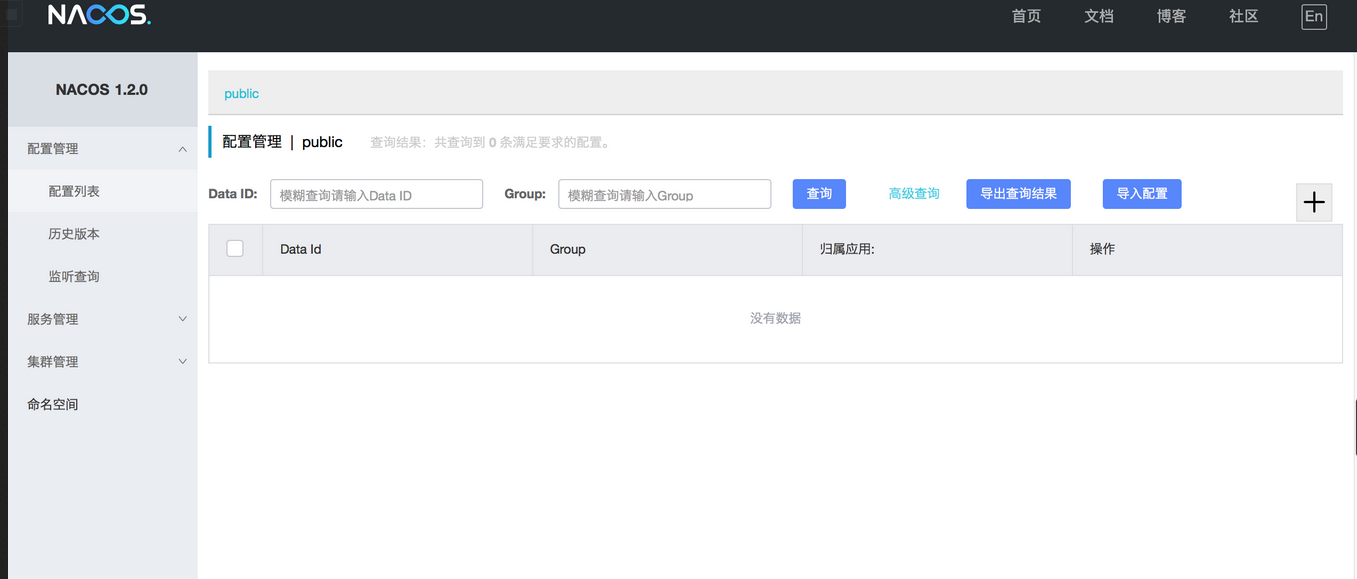 NACOS.
首页 文档 博客 社区 En
NACOS 1.2.0
配置管理
配置列表
历史版本
监听查询
服务管理
集群管理
命名空间
public
配置管理 | public 查询结果：共查询到 0 条满足要求的配置。
Data ID: 模糊查询请输入Data ID Group: 模糊查询请输入Group 查询 高级查询 导出查询结果 导入配置
Data Id Group 归属应用: 操作
没有数据